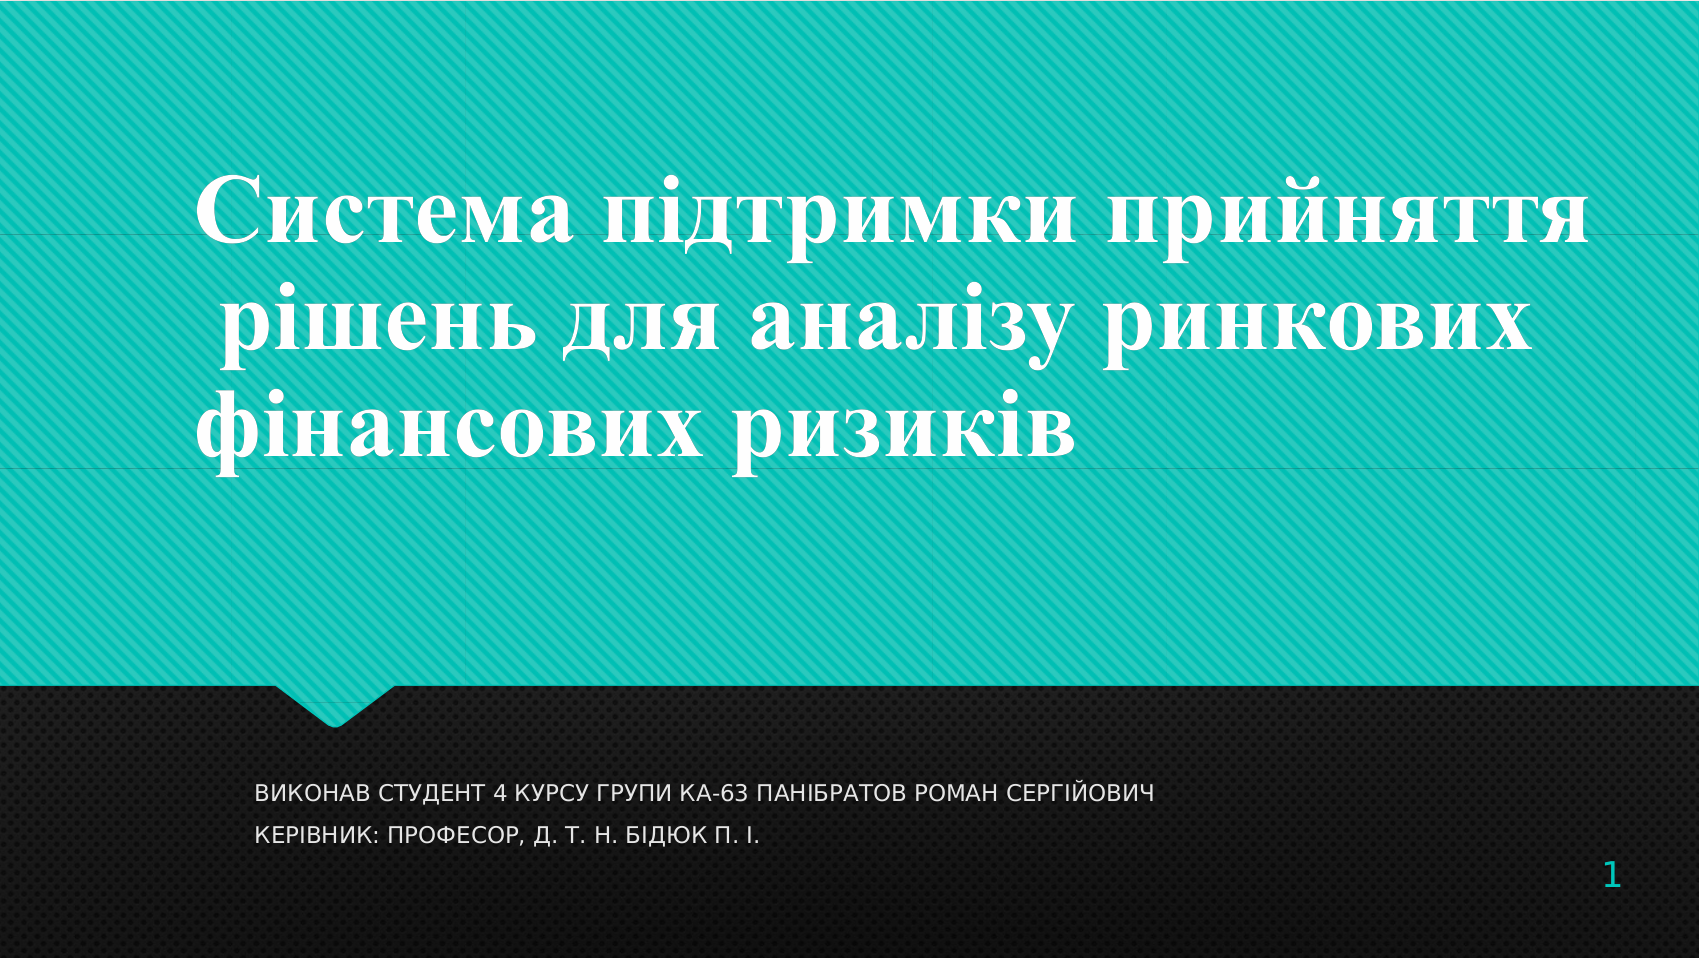 Система підтримки прийняття
рішень для аналізу ринкових
фінансових ризиків
ВИКОНАВ СТУДЕНТ 4 КУРСУ ГРУПИ КА-63 ПАНІБРАТОВ РОМАН СЕРГІЙОВИЧ
КЕРІВНИК: ПРОФЕСОР, Д. Т. Н. БІДЮК П. І.
1